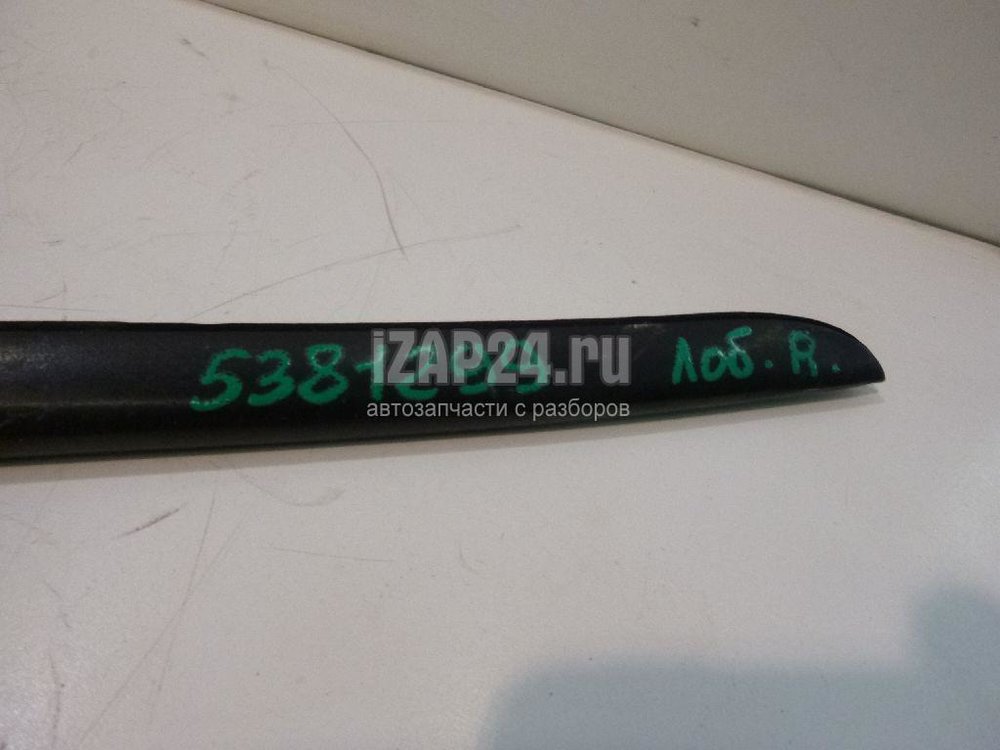 iZAP24.ru
Лоб. R.
автозапчасти с разборов